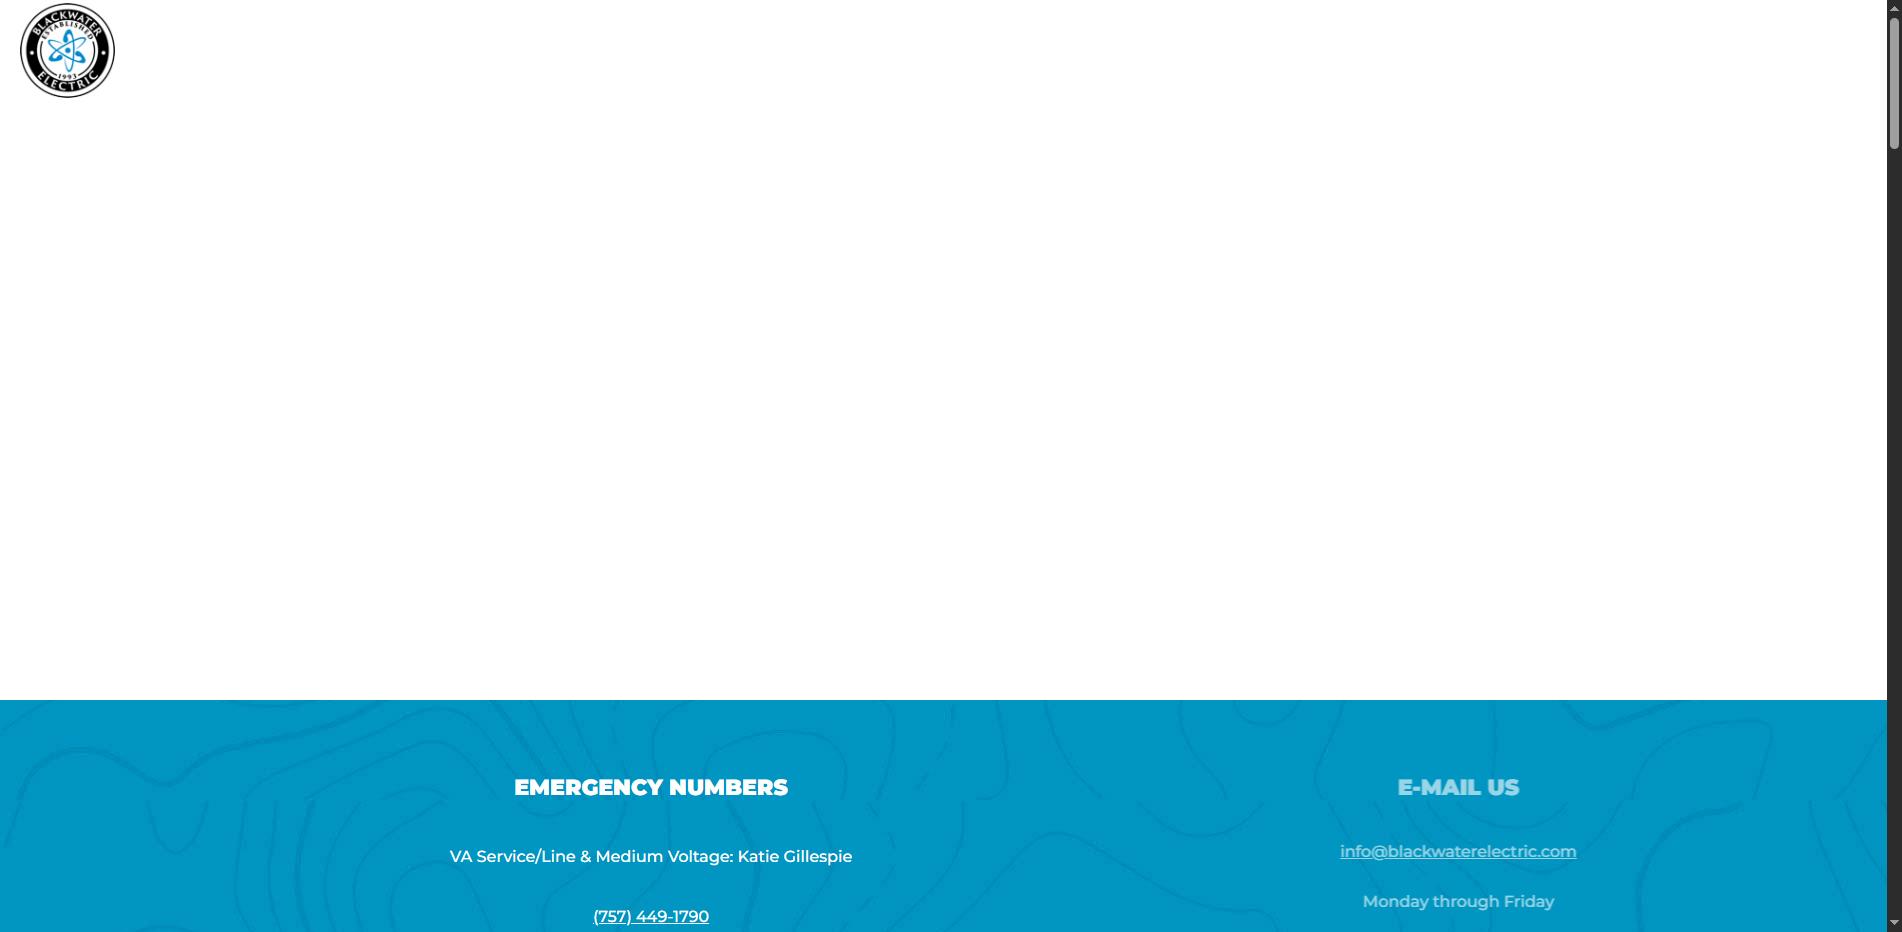 BLACKWATER
ESTABLISHED
1993
ELECTRIC
EMERGENCY NUMBERS
VA Service/Line & Medium Voltage: Katie Gillespie
(757) 449-1790
E-MAIL US
info@blackwaterelectric.com
Monday through Friday